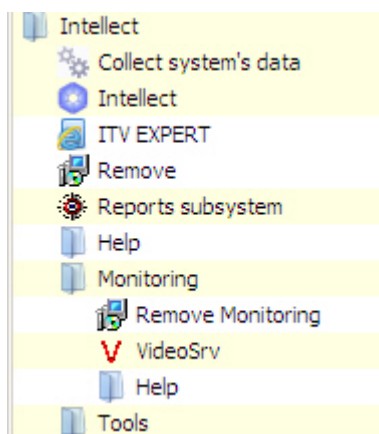 Intellect
Collect system's data
Intellect
ITV EXPERT
Remove
Reports subsystem
Help
Monitoring
Remove Monitoring
VideoSrv
Help
Tools